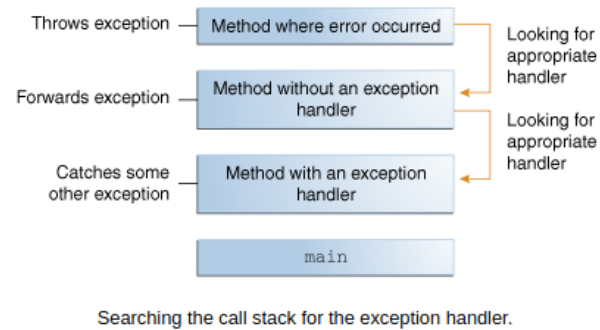 Throws exception
Method where error occurred
Looking for
appropriate
handler
Forwards exception
Method without an exception
handler
Looking for
appropriate
handler
Catches some
other exception
Method with an exception
handler
main
Searching the call stack for the exception handler.